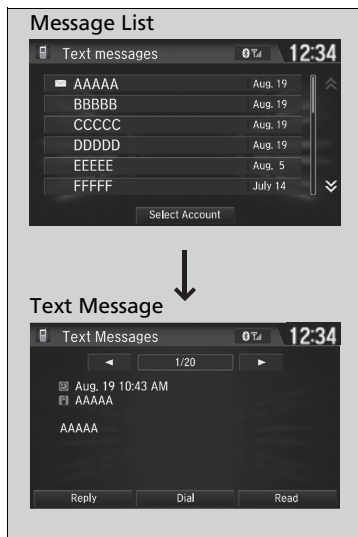 Message List
Text messages 12:34
AAAAA Aug. 19
BBBBB Aug. 19
CCCCC Aug. 19
DDDDD Aug. 19
EEEEE Aug. 5
FFFFF July 14
Select Account
Text Message
Text Messages 12:34
1/20
Aug. 19 10:43 AM
AAAAA
AAAAA
Reply Dial Read